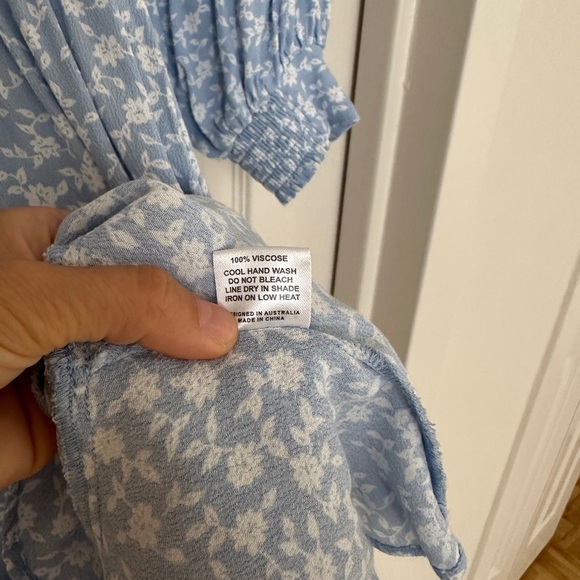 100% VISCOSE
COOL HAND WASH
DO NOT BLEACH
LINE DRY IN SHADE
IRON ON LOW HEAT
IN AUSTRALIA
MADE IN CHINA